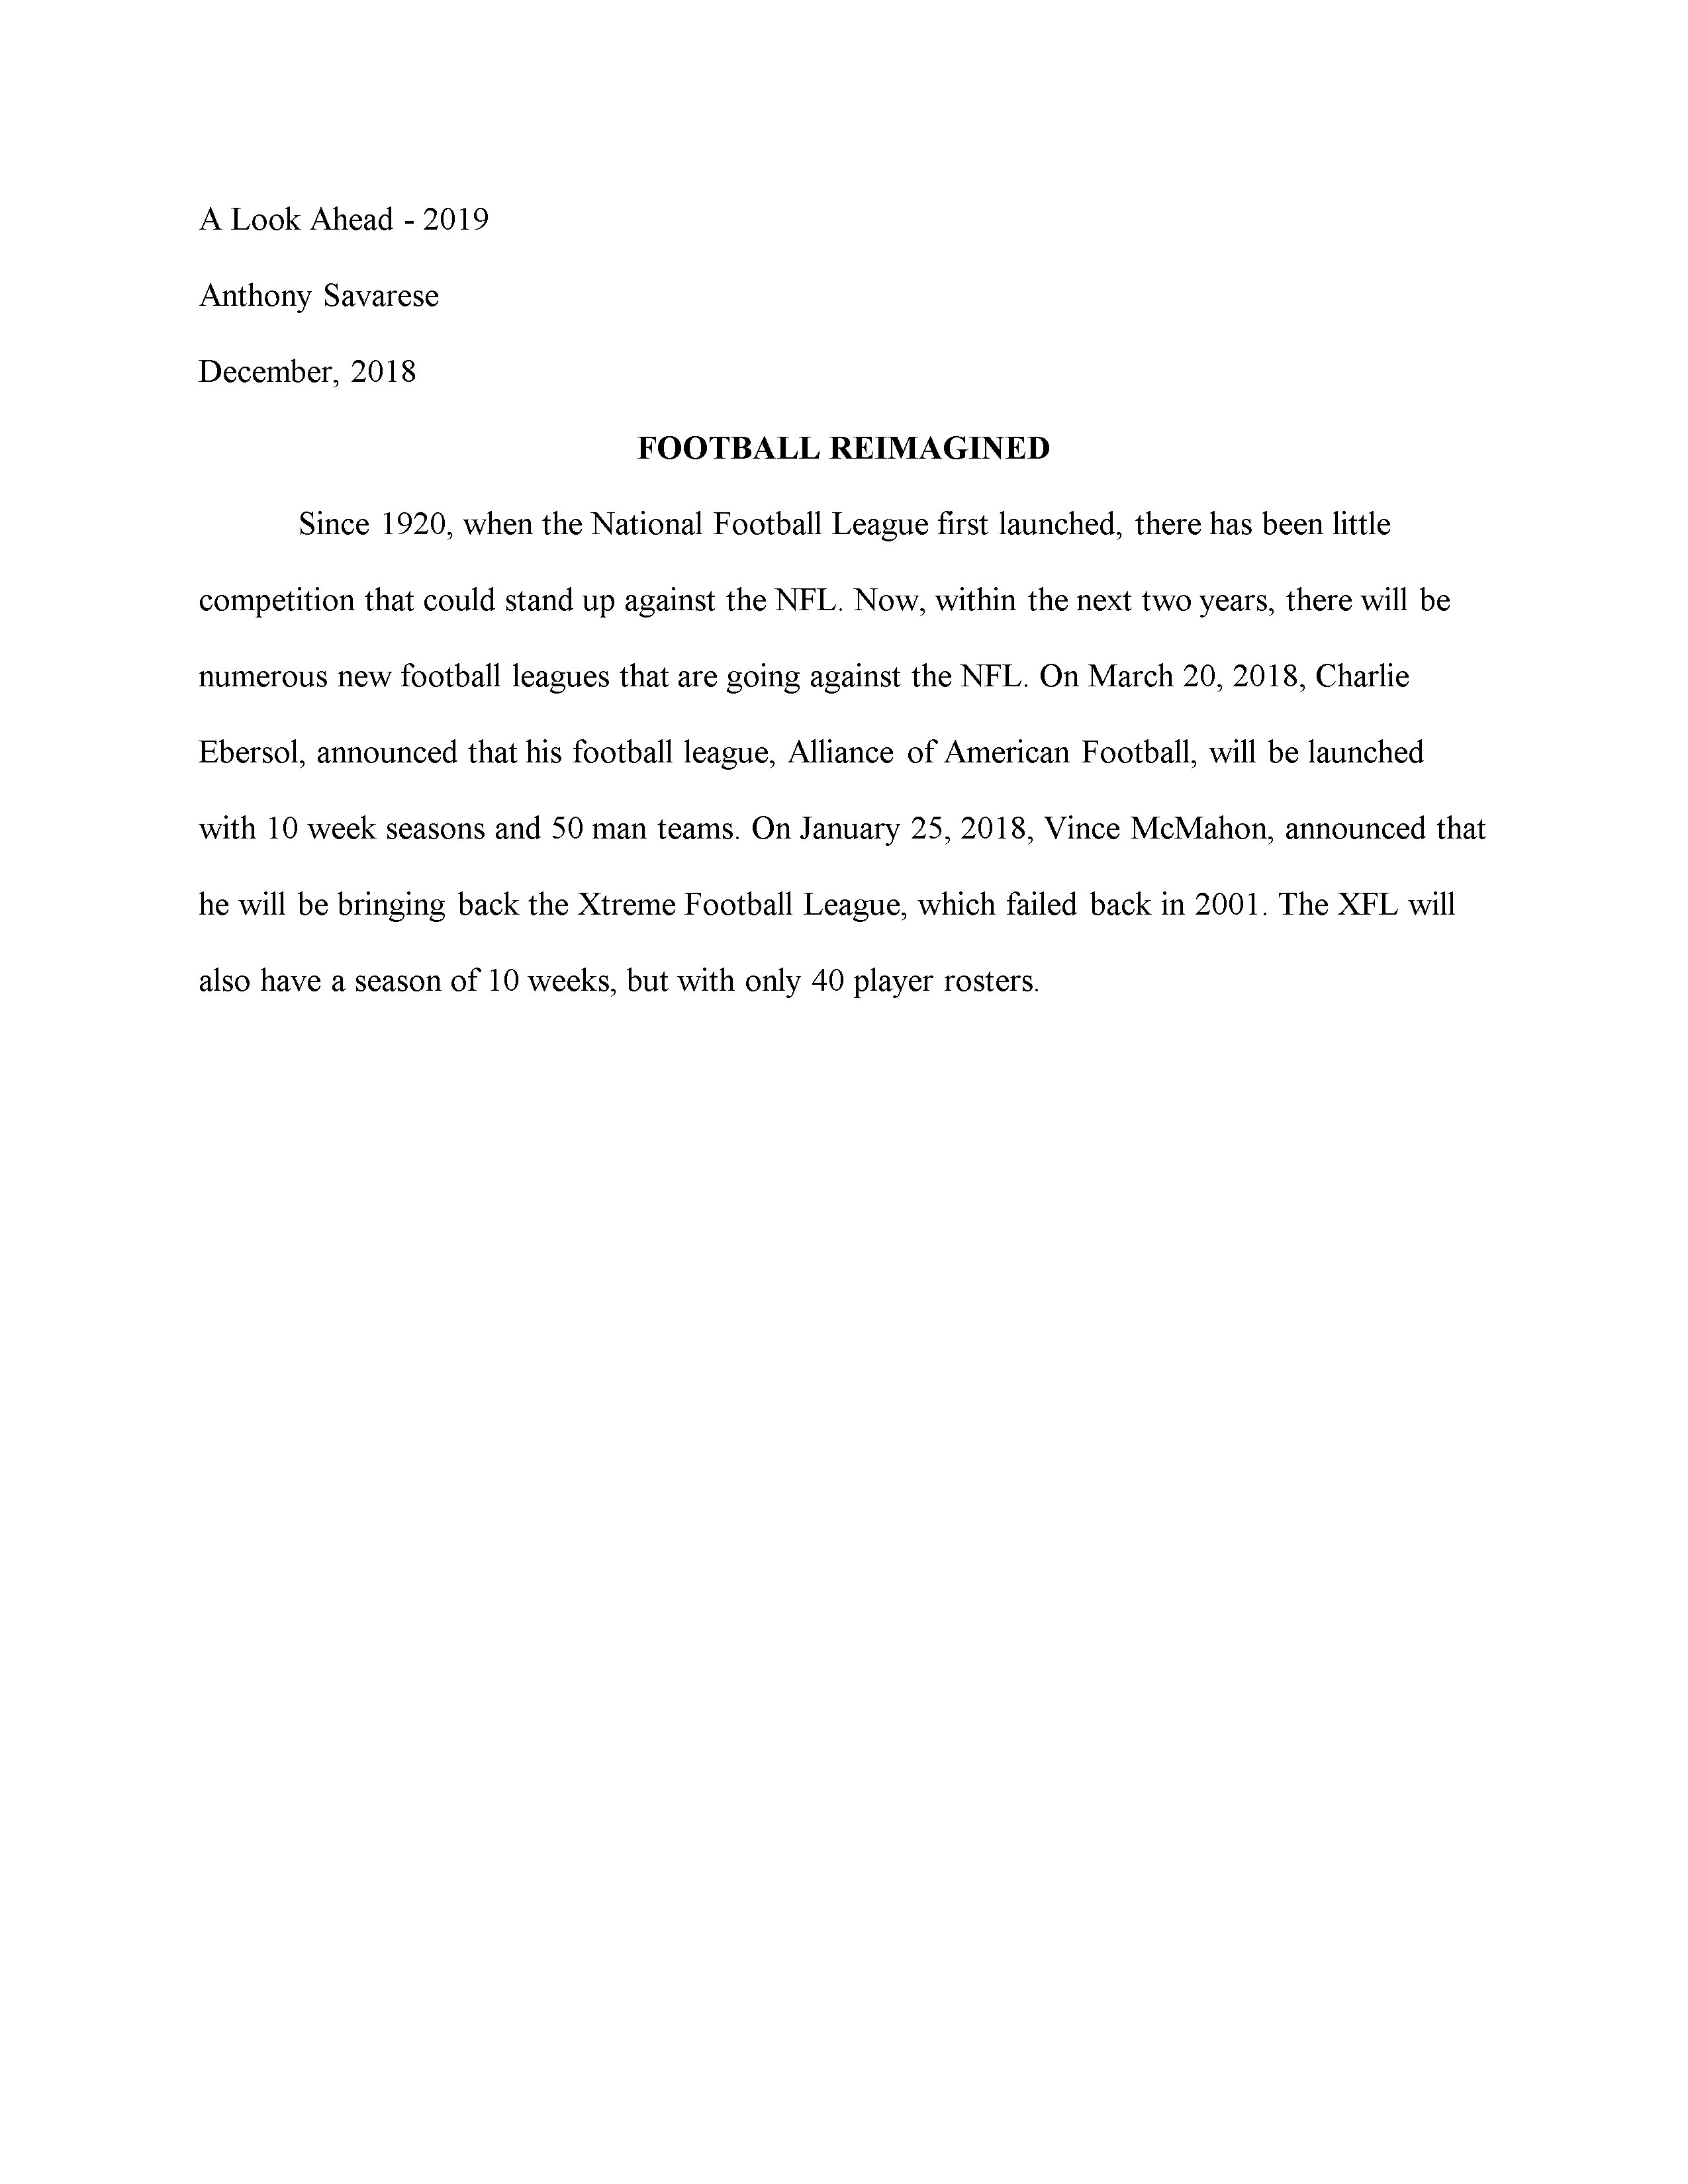 A Look Ahead - 2019
Anthony Savarese
December, 2018
FOOTBALL REIMAGINED
Since 1920, when the National Football League first launched, there has been little
competition that could stand up against the NFL. Now, within the next two years, there will be
numerous new football leagues that are going against the NFL. On March 20, 2018, Charlie
Ebersol, announced that his football league, Alliance of American Football, will be launched
with 10 week seasons and 50 man teams. On January 25, 2018, Vince McMahon, announced that
he will be bringing back the Xtreme Football League, which failed back in 2001. The XFL will
also have a season of 10 weeks, but with only 40 player rosters.